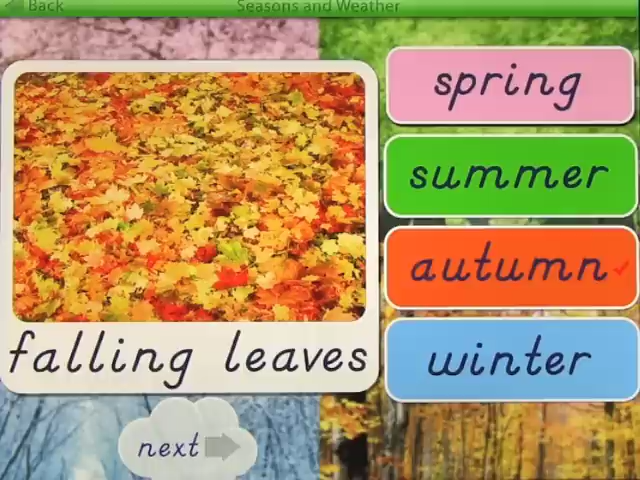 Back
Seasons and Weather
spring
summer
autumn
winter
falling leaves
next